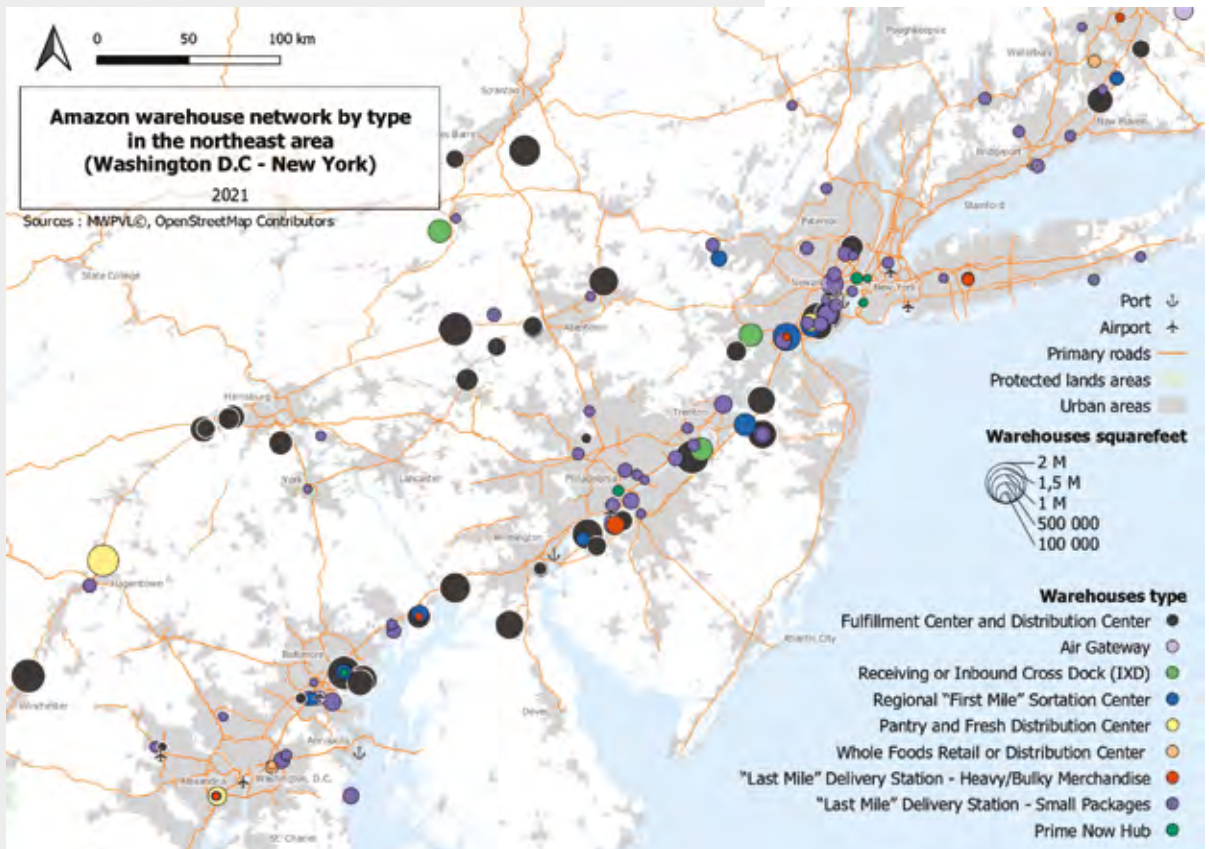 0 50 100 km
Amazon warehouse network by type
in the northeast area
(Washington D.C - New York)
2021
Sources : MWPVL©, OpenStreetMap Contributors
Poughkeepsie
Waterbury
Scranton
New Haven
Bridgeport
Stamford
Paterson
State College
Newark
New York
Allentown
Harrisburg
Trenton
Lancaster
York
Philadelphia
Wilmington
Hagerstown
Atlantic City
Baltimore
Winchester
Dover
Annapolis
Washington, D.C.
Alexandria
Port
Airport
Primary roads
Protected lands areas
Urban areas
Warehouses squarefeet
2 M
1,5 M
1 M
500 000
100 000
Warehouses type
Fulfillment Center and Distribution Center
Air Gateway
Receiving or Inbound Cross Dock (IXD)
Regional "First Mile" Sortation Center
Pantry and Fresh Distribution Center
Whole Foods Retail or Distribution Center
"Last Mile" Delivery Station - Heavy/Bulky Merchandise
"Last Mile" Delivery Station - Small Packages
Prime Now Hub